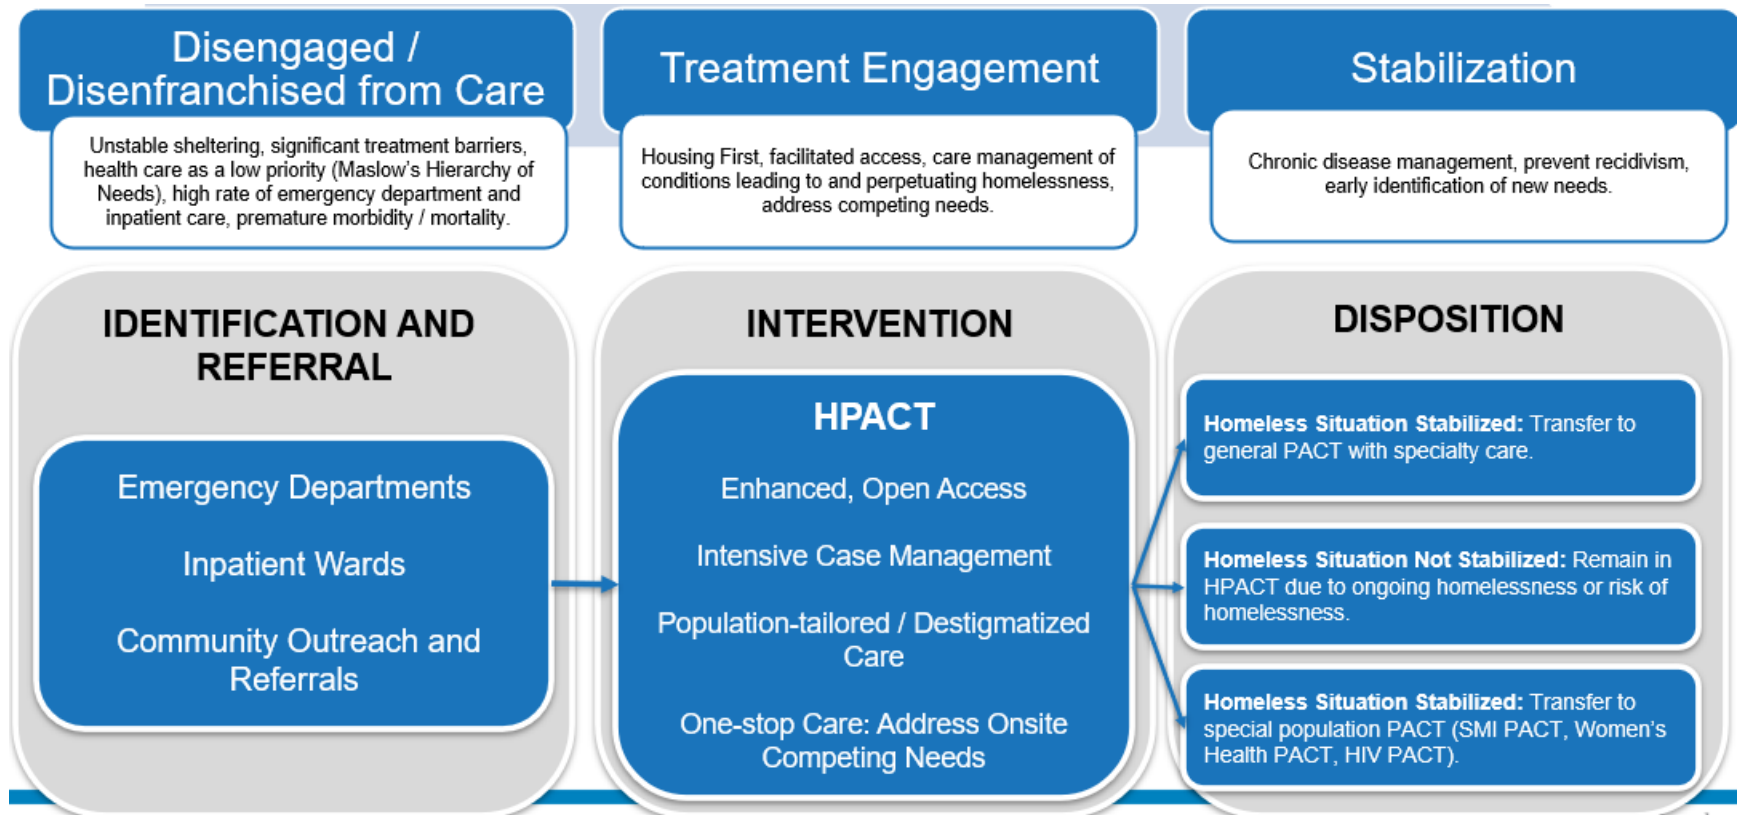 Disengaged /
Disenfranchised from Care
Unstable sheltering, significant treatment barriers,
health care as a low priority (Maslow's Hierarchy of
Needs), high rate of emergency department and
inpatient care, premature morbidity / mortality.
Treatment Engagement
Housing First, facilitated access, care management of
conditions leading to and perpetuating homelessness,
address competing needs.
Stabilization
Chronic disease management, prevent recidivism,
early identification of new needs.
IDENTIFICATION AND
REFERRAL
Emergency Departments
Inpatient Wards
Community Outreach and
Referrals
INTERVENTION
HPACT
Enhanced, Open Access
Intensive Case Management
Population-tailored / Destigmatized
Care
One-stop Care: Address Onsite
Competing Needs
DISPOSITION
Homeless Situation Stabilized: Transfer to
general PACT with specialty care.
Homeless Situation Not Stabilized: Remain in
HPACT due to ongoing homelessness or risk of
homelessness.
Homeless Situation Stabilized: Transfer to
special population PACT (SMI PACT, Women's
Health PACT, HIV PACT).